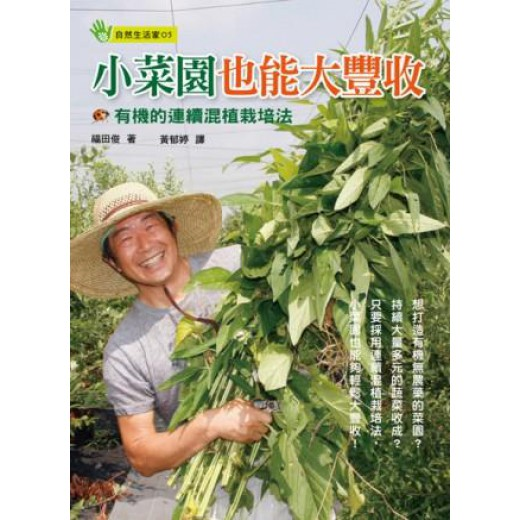 自然生活家03
小菜園也能大豐收
有機的連續混植栽培法
福田俊 著 黃郁婷 譯
想打造有機無農藥的菜園？
持續大量多元的蔬菜收成？
只要採用連續混植栽培法，
小菜園也能夠輕鬆大豐收！